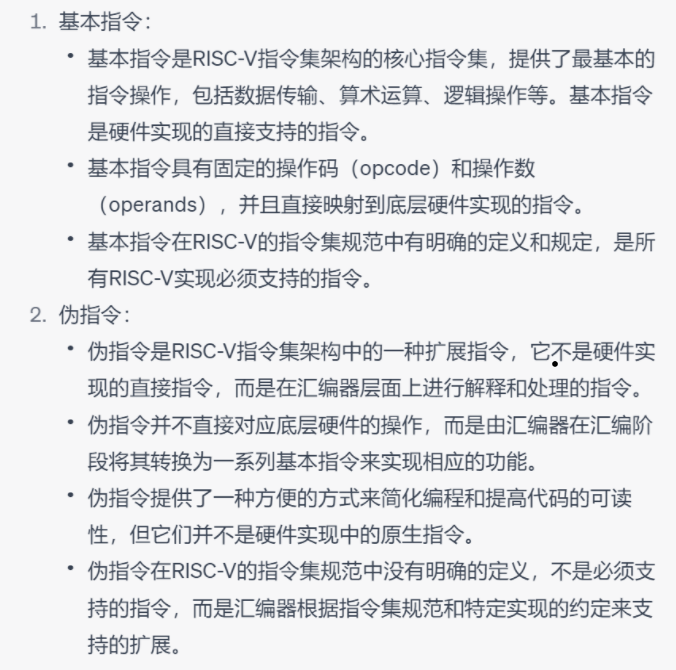 1. 基本指令：
• 基本指令是RISC-V指令集架构的核心指令集，提供了最基本的
指令操作，包括数据传输、算术运算、逻辑操作等。基本指令
是硬件实现的直接支持的指令。
• 基本指令具有固定的操作码（opcode）和操作数
（operands），并且直接映射到底层硬件实现的指令。
• 基本指令在RISC-V的指令集规范中有明确的定义和规定，是所
有RISC-V实现必须支持的指令。
2. 伪指令：
• 伪指令是RISC-V指令集架构中的一种扩展指令，它不是硬件实
现的直接指令，而是在汇编器层面上进行解释和处理的指令。
• 伪指令并不直接对应底层硬件的操作，而是由汇编器在汇编阶
段将其转换为一系列基本指令来实现相应的功能。
• 伪指令提供了一种方便的方式来简化编程和提高代码的可读
性，但它们并不是硬件实现中的原生指令。
• 伪指令在RISC-V的指令集规范中没有明确的定义，不是必须支
持的指令，而是汇编器根据指令集规范和特定实现的约定来支
持的扩展。